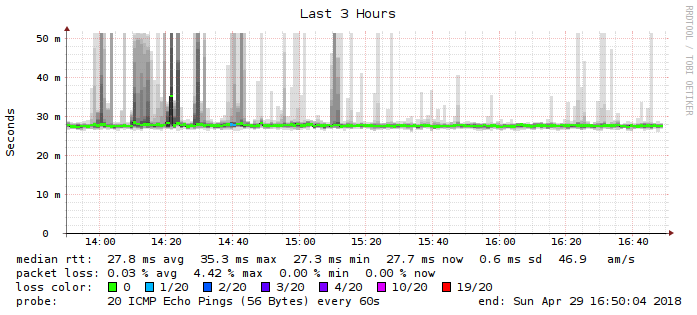 Last 3 Hours
RRDTOOL / TOBI OETIKER
Seconds
50 m
40 m
30 m
20 m
10 m
0
14:00 14:20 14:40 15:00 15:20 15:40 16:00 16:20 16:40
median rtt: 27.8 ms avg 35.3 ms max 27.3 ms min 27.7 ms now 0.6 ms sd 46.9 am/s
packet loss: 0.03 % avg 4.42 % max 0.00 % min 0.00 % now
loss color: 0 1/20 2/20 3/20 4/20 10/20 19/20
probe: 20 ICMP Echo Pings (56 Bytes) every 60s end: Sun Apr 29 16:50:04 2018